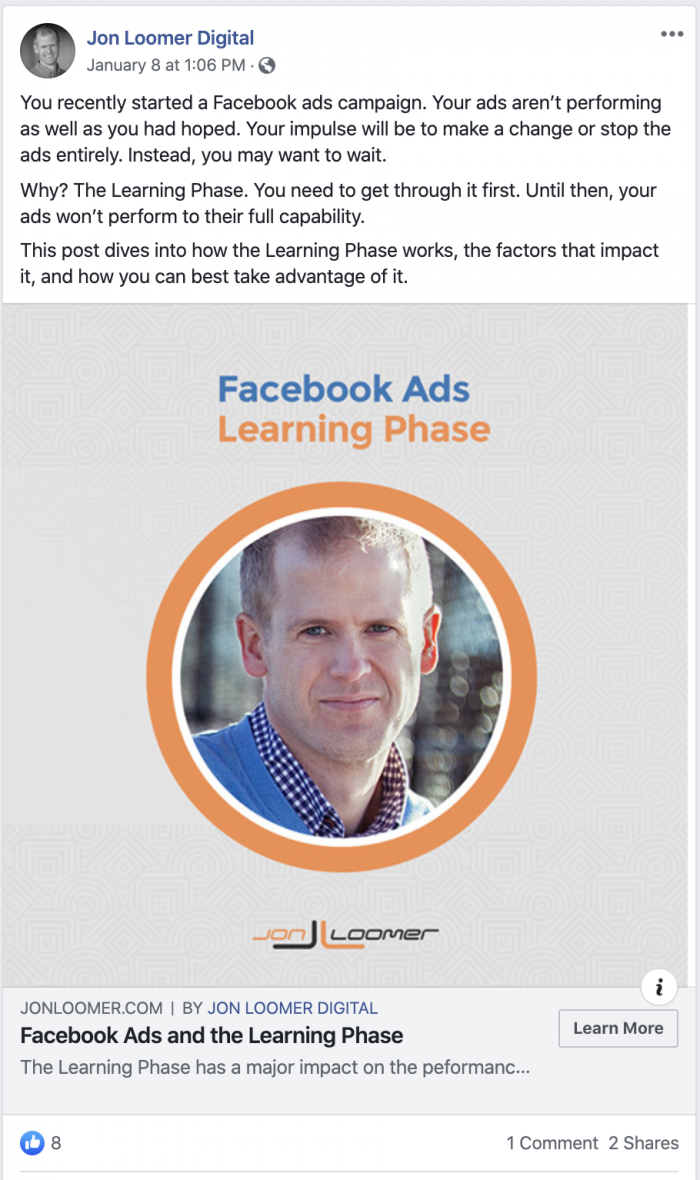 Jon Loomer Digital
January 8 at 1:06 PM ·
You recently started a Facebook ads campaign. Your ads aren’t performing
as well as you had hoped. Your impulse will be to make a change or stop the
ads entirely. Instead, you may want to wait.
Why? The Learning Phase. You need to get through it first. Until then, your
ads won’t perform to their full capability.
This post dives into how the Learning Phase works, the factors that impact
it, and how you can best take advantage of it.
Facebook Ads
Learning Phase
JON LOOMER
i
JONLOOMER.COM | BY JON LOOMER DIGITAL
Facebook Ads and the Learning Phase
Learn More
The Learning Phase has a major impact on the peformanc...
8
1 Comment 2 Shares